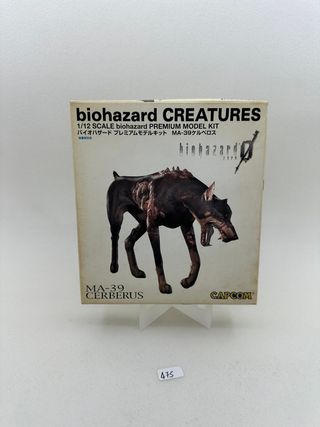 biohazard CREATURES
1/12 SCALE biohazard PREMIUM MODEL KIT
バイオハザード プレミアムモデルキット MA-39ケルベロス
biohazard 0
MA-39
CERBERUS
CAPCOM
475